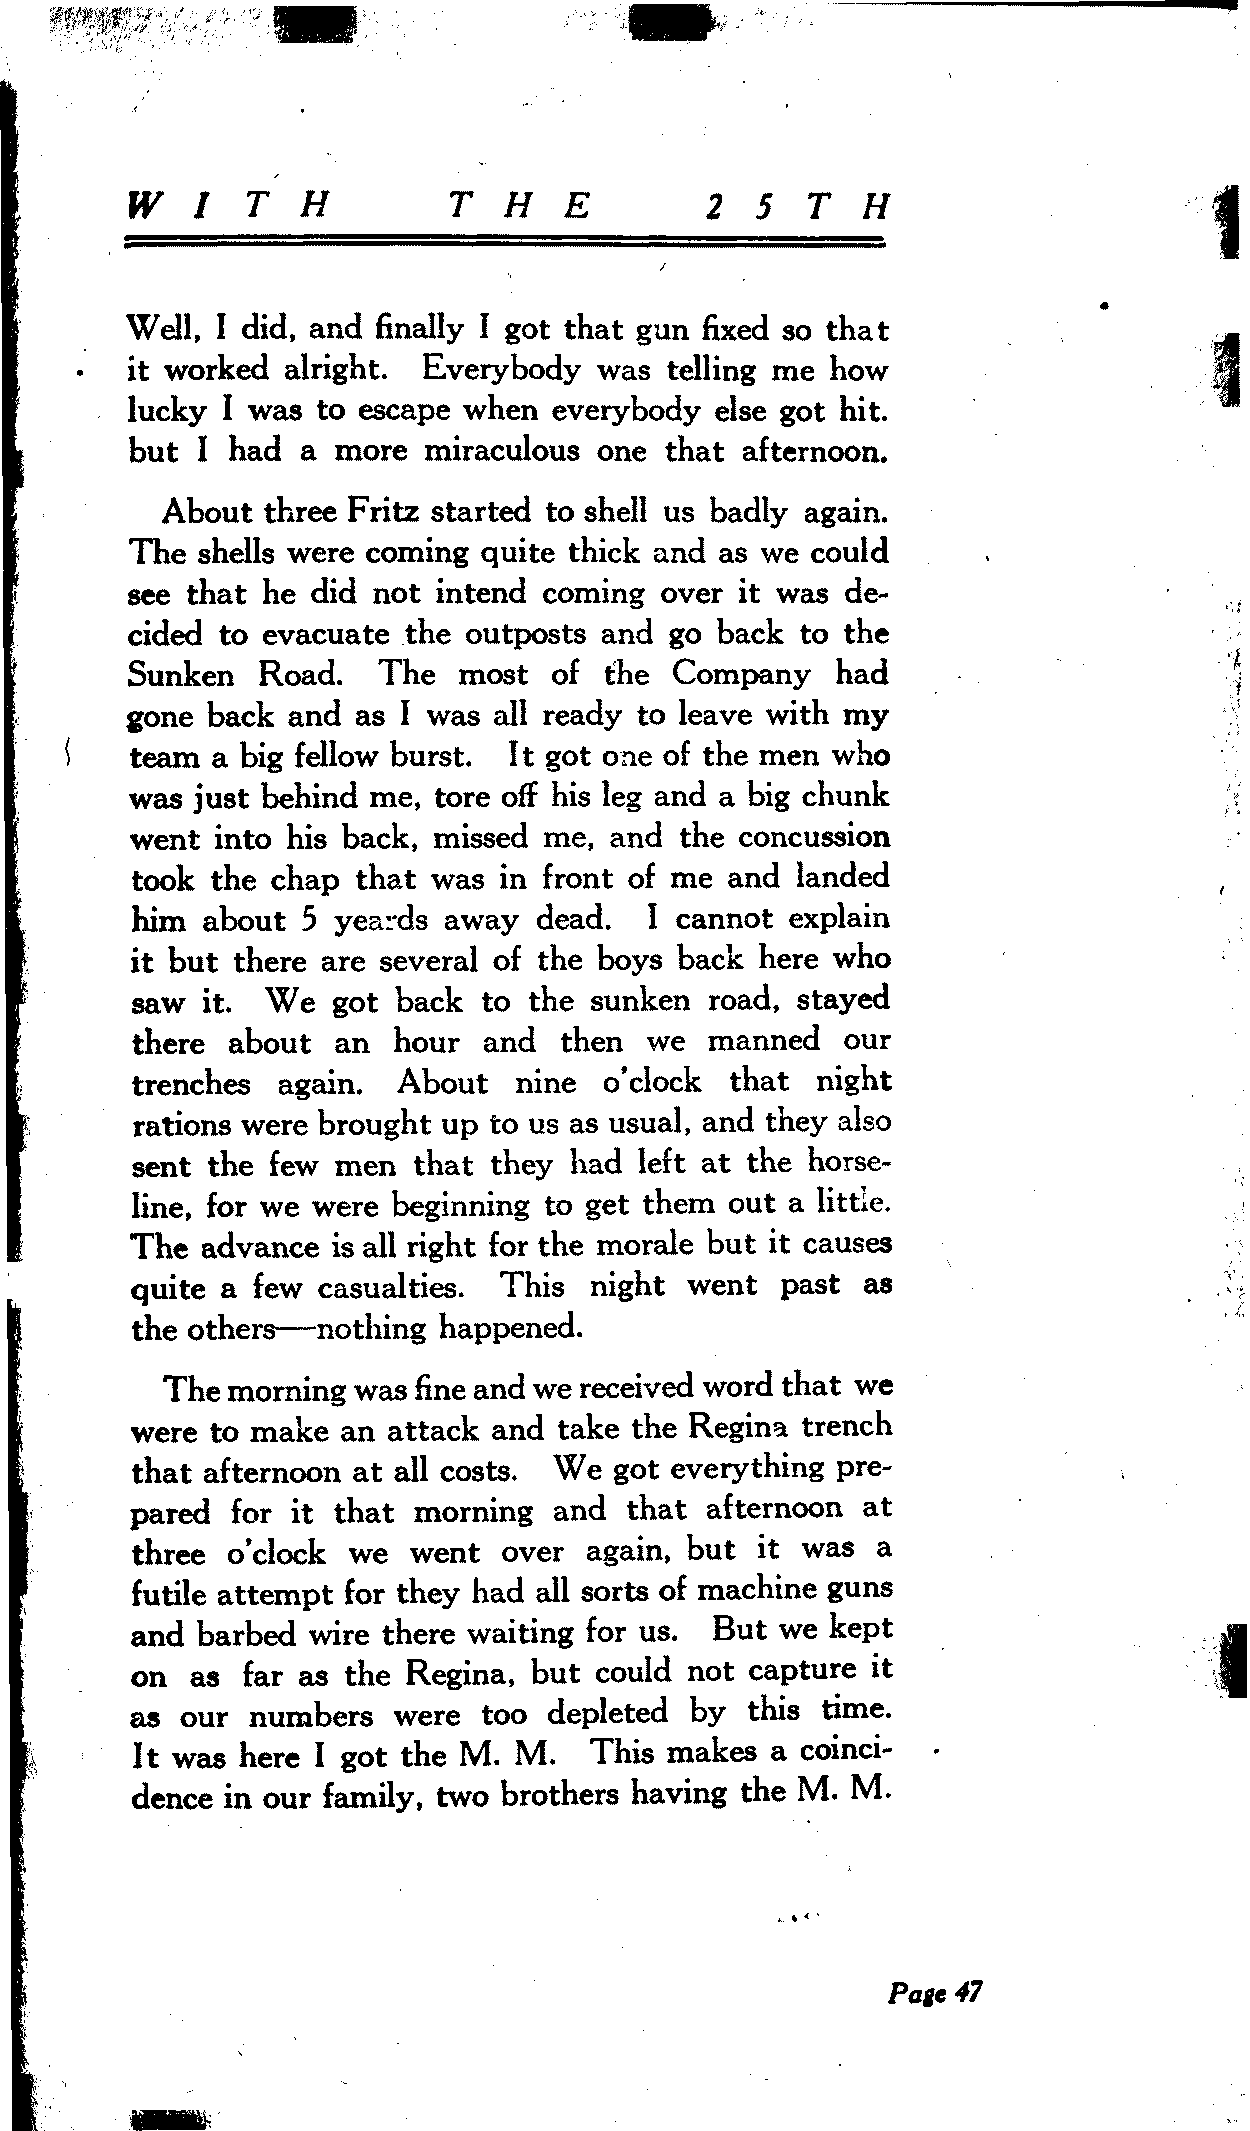 WITH THE 25TH
Well, I did, and finally I got that gun fixed so that
it worked alright. Everybody was telling me how
lucky I was to escape when everybody else got hit.
but I had a more miraculous one that afternoon.
About three Fritz started to shell us badly again.
The shells were coming quite thick and as we could
see that he did not intend coming over it was de-
cided to evacuate the outposts and go back to the
Sunken Road. The most of the Company had
gone back and as I was all ready to leave with my
team a big fellow burst. It got one of the men who
was just behind me, tore off his leg and a big chunk
went into his back, missed me, and the concussion
took the chap that was in front of me and landed
him about 5 yeards away dead. I cannot explain
it but there are several of the boys back here who
saw it. We got back to the sunken road, stayed
there about an hour and then we manned our
trenches again. About nine o'clock that night
rations were brought up to us as usual, and they also
sent the few men that they had left at the horse-
line, for we were beginning to get them out a little.
The advance is all right for the morale but it causes
quite a few casualties. This night went past as
the others—nothing happened.
The morning was fine and we received word that we
were to make an attack and take the Regina trench
that afternoon at all costs. We got everything pre-
pared for it that morning and that afternoon at
three o'clock we went over again, but it was a
futile attempt for they had all sorts of machine guns
and barbed wire there waiting for us. But we kept
on as far as the Regina, but could not capture it
as our numbers were too depleted by this time.
It was here I got the M. M. This makes a coinci-
dence in our family, two brothers having the M. M.
Page 47